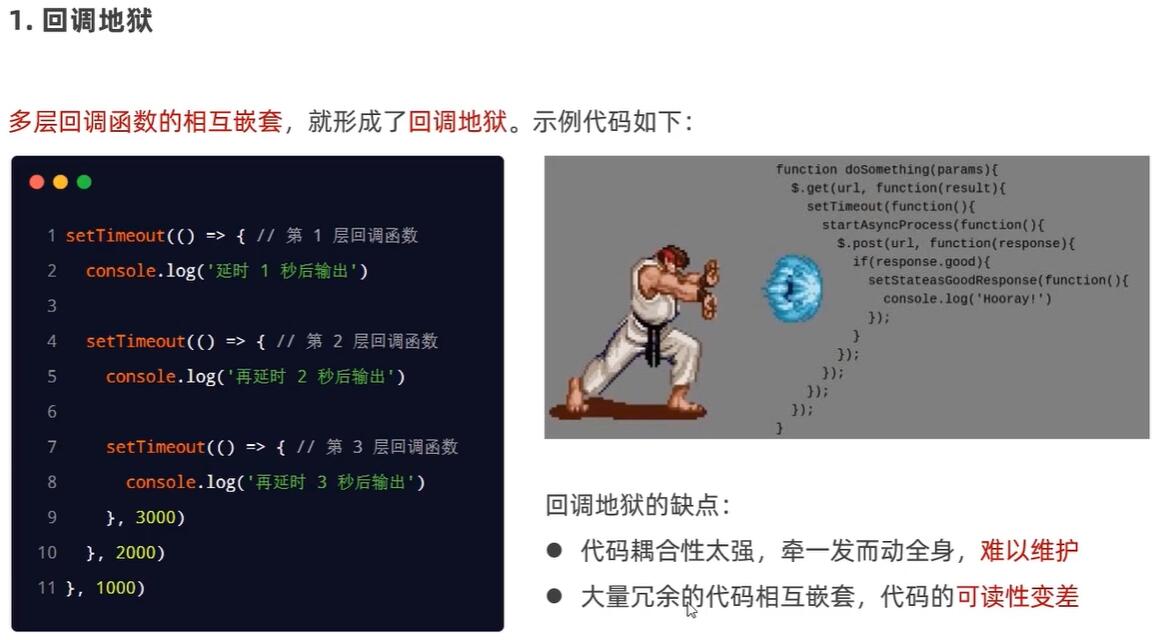 1. 回调地狱
多层回调函数的相互嵌套，就形成了回调地狱。示例代码如下：
1 setTimeout(() => { // 第 1 层回调函数
2 console.log('延时 1 秒后输出')
3
4 setTimeout(() => { // 第 2 层回调函数
5 console.log('再延时 2 秒后输出')
6
7 setTimeout(() => { // 第 3 层回调函数
8 console.log('再延时 3 秒后输出')
9 }, 3000)
10 }, 2000)
11 }, 1000)
function doSomething(params){
$.get(url, function(result){
setTimeout(function(){
startAsyncProcess(function(){
$.post(url, function(response){
if(response.good){
setStateasGoodResponse(function(){
console.log('Hooray!')
});
}
});
});
});
});
}
回调地狱的缺点：
● 代码耦合性太强，牵一发而动全身，难以维护
● 大量冗余的代码相互嵌套，代码的可读性变差